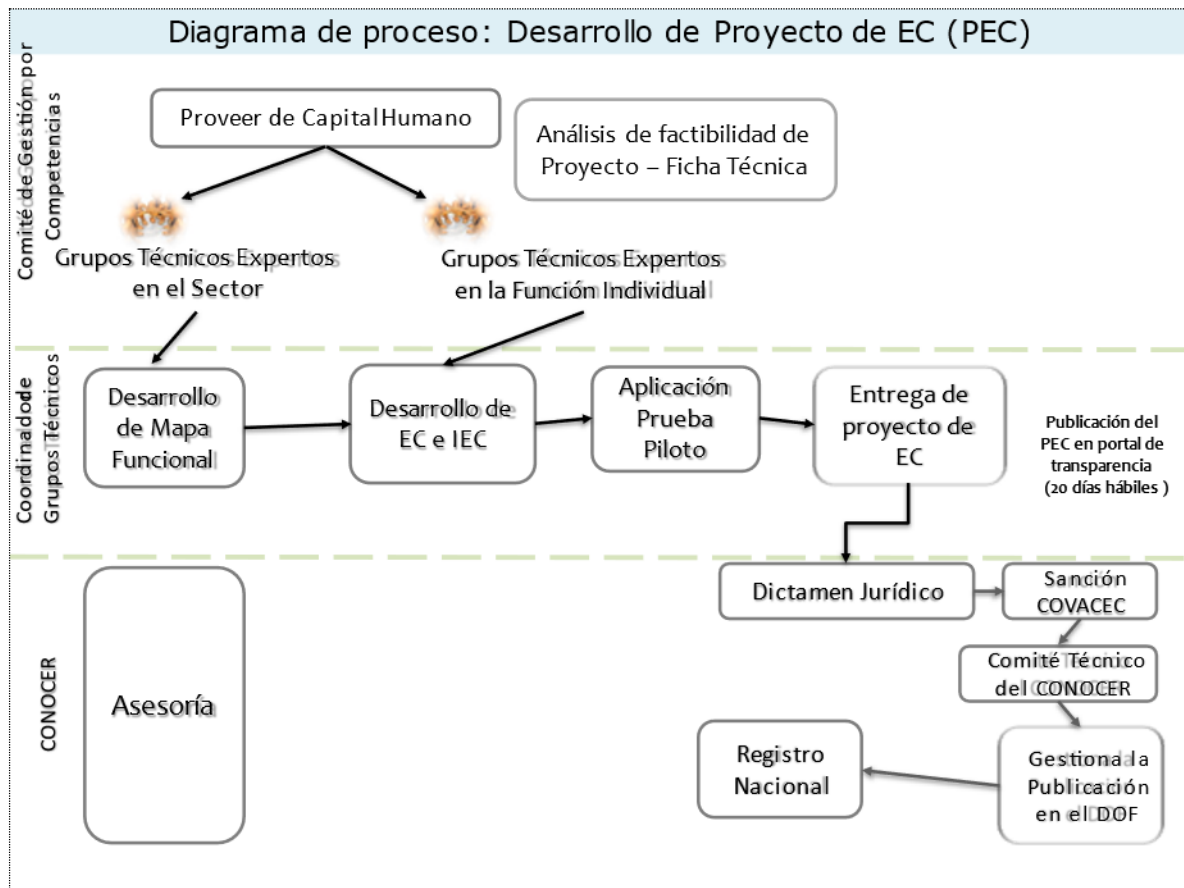 Diagrama de proceso: Desarrollo de Proyecto de EC (PEC)
Comité de Gestión por
Competencias
Proveer de Capital Humano
Análisis de factibilidad de
Proyecto – Ficha Técnica
Grupos Técnicos Expertos
en el Sector
Grupos Técnicos Expertos
en la Función Individual
Coordinadode
Grupos Técnicos
Desarrollo
de Mapa
Funcional
Desarrollo de
EC e IEC
Aplicación
Prueba
Piloto
Entrega de
proyecto de
EC
Publicación del
PEC en portal de
transparencia
(20 días hábiles )
CONOCER
Asesoría
Dictamen Jurídico
Sanción
COVACEC
Comité Técnico
del CONOCER
Gestiona la
Publicación
en el DOF
Registro
Nacional